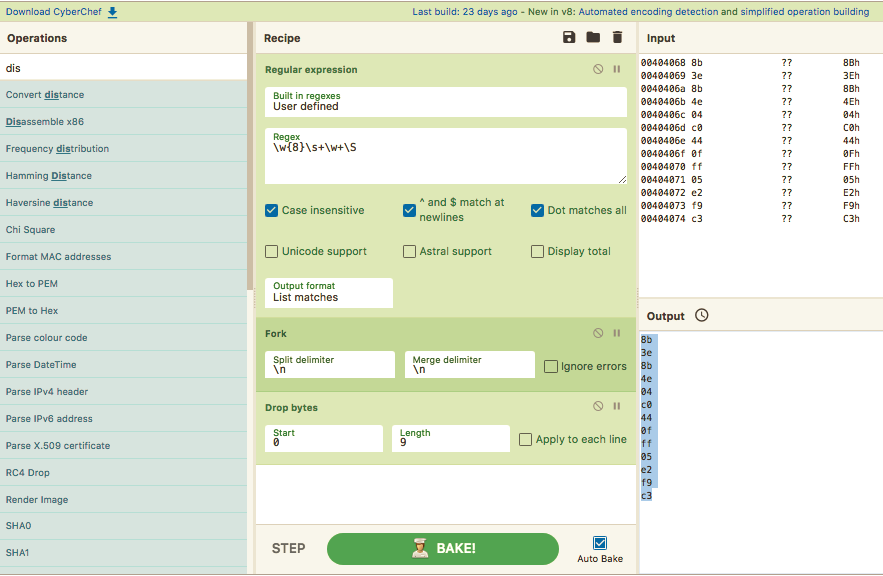 Download CyberChef
Last build: 23 days ago - New in v8: Automated encoding detection and simplified operation building
Operations
dis
Convert distance
Disassemble x86
Frequency distribution
Hamming Distance
Haversine distance
Chi Square
Format MAC addresses
Hex to PEM
PEM to Hex
Parse colour code
Parse DateTime
Parse IPv4 header
Parse IPv6 address
Parse X.509 certificate
RC4 Drop
Render Image
SHA0
SHA1
Recipe
Regular expression
Built in regexes
User defined
Regex
\w{8}\s+\w+\S
Case insensitive
^ and $ match at
newlines
Dot matches all
Unicode support
Astral support
Display total
Output format
List matches
Fork
Split delimiter
\n
Merge delimiter
\n
Ignore errors
Drop bytes
Start
0
Length
9
Apply to each line
STEP
BAKE!
Auto Bake
Input
00404068 8b ?? 8Bh
00404069 3e ?? 3Eh
0040406a 8b ?? 8Bh
0040406b 4e ?? 4Eh
0040406c 04 ?? 04h
0040406d c0 ?? C0h
0040406e 44 ?? 44h
0040406f 0f ?? 0Fh
00404070 ff ?? FFh
00404071 05 ?? 05h
00404072 e2 ?? E2h
00404073 f9 ?? F9h
00404074 c3 ?? C3h
Output
8b
3e
8b
4e
04
c0
44
0f
ff
05
e2
f9
c3